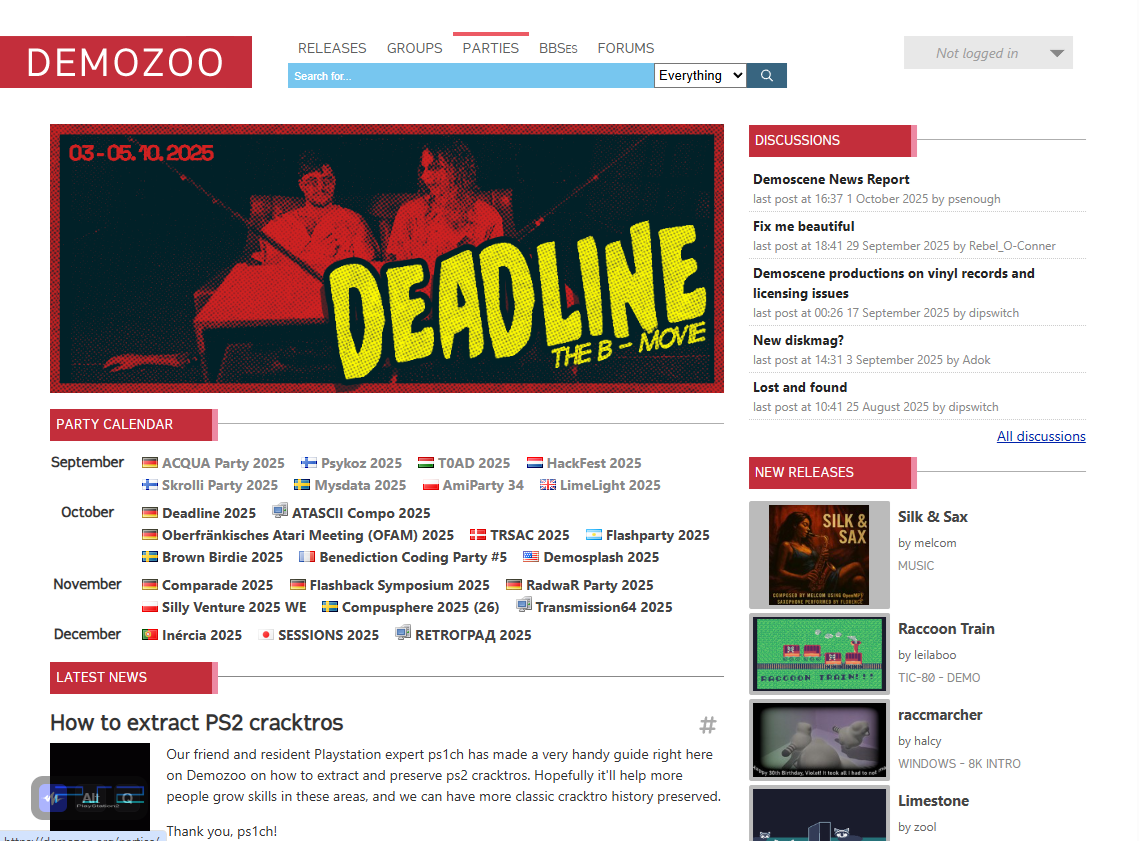 DEMOZOO
RELEASES GROUPS PARTIES BBSES FORUMS
Search for... Everything
Not logged in
03 - 05. 10. 2025
DEADLINE
THE B - MOVIE
PARTY CALENDAR
September ACQUA Party 2025 Psykoz 2025 T0AD 2025 HackFest 2025
Skrolli Party 2025 Mysdata 2025 AmiParty 34 LimeLight 2025
October Deadline 2025 ATASCII Compo 2025
Oberfränkisches Atari Meeting (OFAM) 2025 TRSAC 2025 Flashparty 2025
Brown Birdie 2025 Benediction Coding Party #5 Demosplash 2025
November Comparade 2025 Flashback Symposium 2025 RadwaR Party 2025
Silly Venture 2025 WE Compusphere 2025 (26) Transmission64 2025
December Inércia 2025 SESSIONS 2025 RETROГРАД 2025
LATEST NEWS
How to extract PS2 cracktros #
Our friend and resident Playstation expert ps1ch has made a very handy guide right here
on Demozoo on how to extract and preserve ps2 cracktros. Hopefully it'll help more
people grow skills in these areas, and we can have more classic cracktro history preserved.
Thank you, ps1ch!
Alt Q
PlayStation2
https://demozoo.org/parties/
DISCUSSIONS
Demoscene News Report
last post at 16:37 1 October 2025 by psenough
Fix me beautiful
last post at 18:41 29 September 2025 by Rebel_O-Conner
Demoscene productions on vinyl records and
licensing issues
last post at 00:26 17 September 2025 by dipswitch
New diskmag?
last post at 14:31 3 September 2025 by Adok
Lost and found
last post at 10:41 25 August 2025 by dipswitch
All discussions
NEW RELEASES
SILK &
SAX
COMPOSED BY MELCOM USING OpenMPT
SAXOPHONE PERFORMED BY FLORENCE
Silk & Sax
by melcom
MUSIC
RACCOON TRAIN!!!
Raccoon Train
by leilaboo
TIC-80 - DEMO
py 30th Birthday, Violet! It took all I had to not
raccmarcher
by halcy
WINDOWS - 8K INTRO
Limestone
by zool